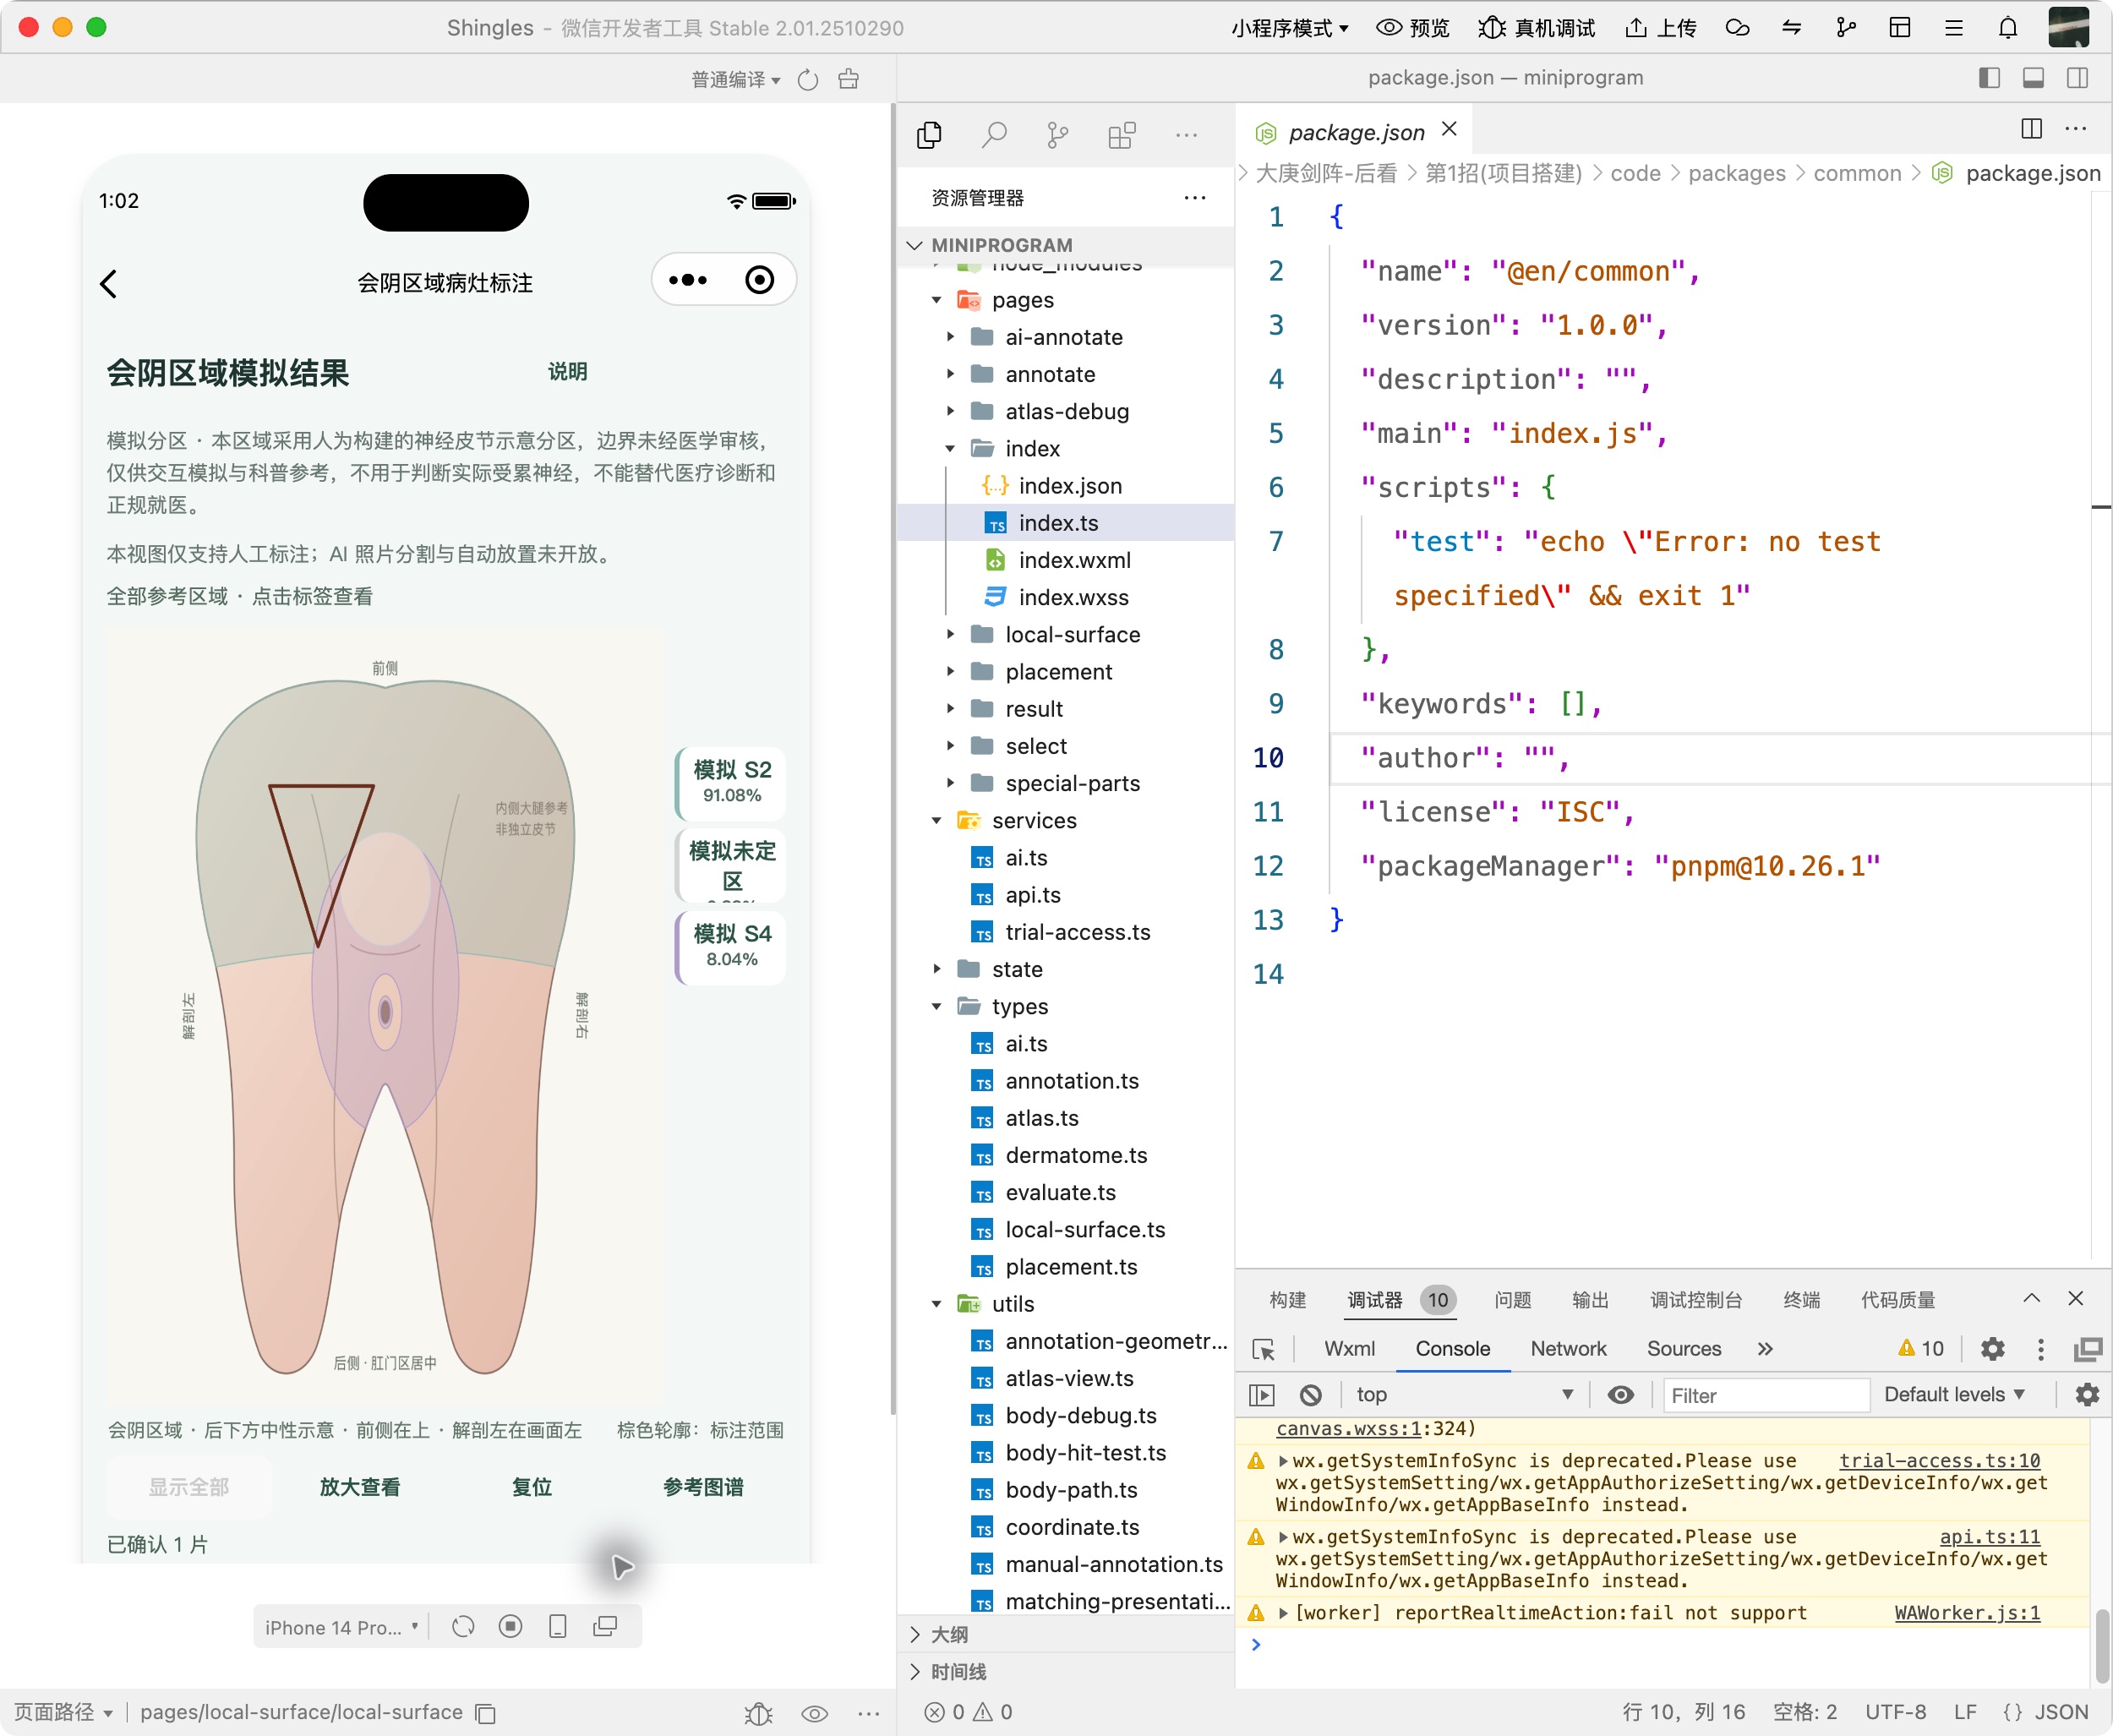 Shingles - 微信开发者工具 Stable 2.01.2510290
小程序模式
预览
真机调试
上传
普通编译
package.json — miniprogram
1:02
会阴区域病灶标注
会阴区域模拟结果
说明
模拟分区 · 本区域采用人为构建的神经皮节示意分区，边界未经医学审核，
仅供交互模拟与科普参考，不用于判断实际受累神经，不能替代医疗诊断和
正规就医。
本视图仅支持人工标注；AI 照片分割与自动放置未开放。
全部参考区域 · 点击标签查看
前侧
内侧大腿参考
非独立皮节
解剖左
解剖右
后侧 · 肛门区居中
模拟 S2
91.08%
模拟未定
区
模拟 S4
8.04%
会阴区域 · 后下方中性示意 · 前侧在上 · 解剖左在画面左
棕色轮廓：标注范围
显示全部
放大查看
复位
参考图谱
已确认 1 片
iPhone 14 Pro...
页面路径
pages/local-surface/local-surface
资源管理器
MINIPROGRAM
node_modules
pages
ai-annotate
annotate
atlas-debug
index
index.json
index.ts
index.wxml
index.wxss
local-surface
placement
result
select
special-parts
services
ai.ts
api.ts
trial-access.ts
state
types
ai.ts
annotation.ts
atlas.ts
dermatome.ts
evaluate.ts
local-surface.ts
placement.ts
utils
annotation-geometr...
atlas-view.ts
body-debug.ts
body-hit-test.ts
body-path.ts
coordinate.ts
manual-annotation.ts
matching-presentati...
大纲
时间线
0 0
package.json
大庚剑阵-后看 > 第1招(项目搭建) > code > packages > common > package.json
1 {
2 "name": "@en/common",
3 "version": "1.0.0",
4 "description": "",
5 "main": "index.js",
6 "scripts": {
7 "test": "echo \"Error: no test
specified\" && exit 1"
8 },
9 "keywords": [],
10 "author": "",
11 "license": "ISC",
12 "packageManager": "pnpm@10.26.1"
13 }
14
构建
调试器 10
问题
输出
调试控制台
终端
代码质量
Wxml
Console
Network
Sources
10
top
Filter
Default levels
canvas.wxss:1:324)
wx.getSystemInfoSync is deprecated.Please use trial-access.ts:10
wx.getSystemSetting/wx.getAppAuthorizeSetting/wx.getDeviceInfo/wx.get
WindowInfo/wx.getAppBaseInfo instead.
wx.getSystemInfoSync is deprecated.Please use api.ts:11
wx.getSystemSetting/wx.getAppAuthorizeSetting/wx.getDeviceInfo/wx.get
WindowInfo/wx.getAppBaseInfo instead.
[worker] reportRealtimeAction:fail not support WAWorker.js:1
行 10，列 16
空格: 2
UTF-8
LF
{} JSON